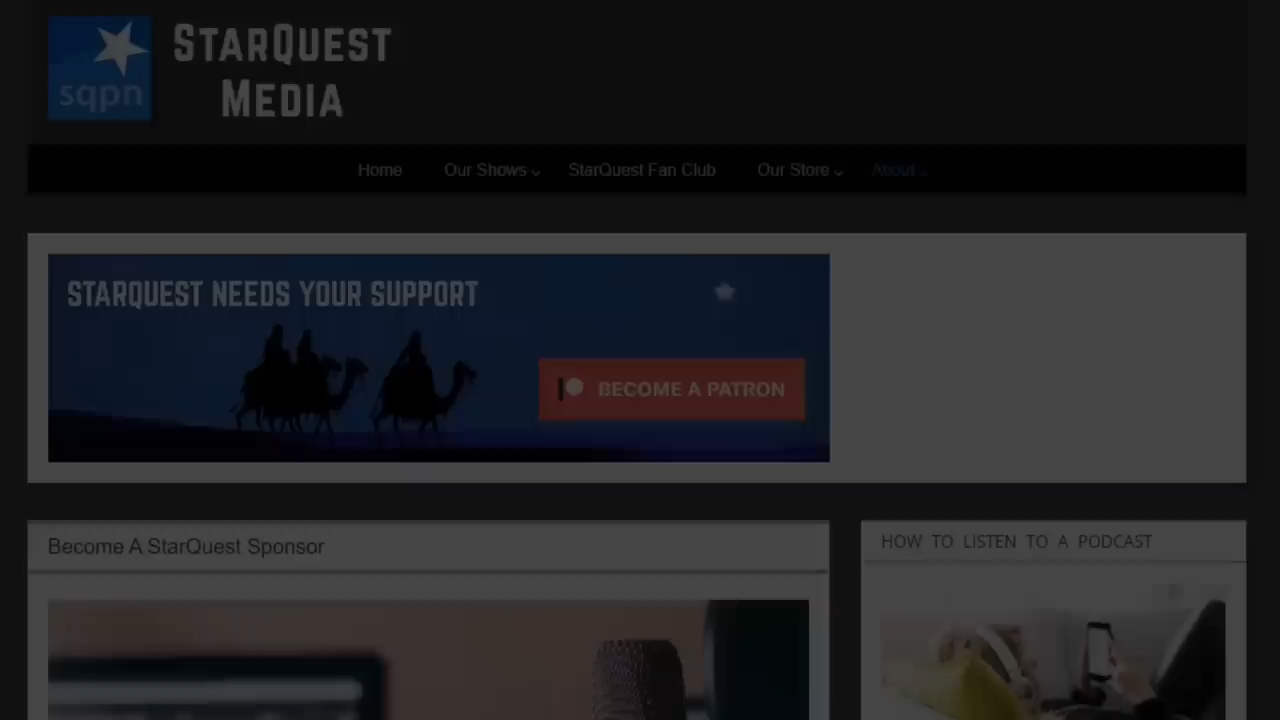 sqpn
StarQuest
Media
Home Our Shows StarQuest Fan Club Our Store About
STARQUEST NEEDS YOUR SUPPORT
BECOME A PATRON
Become A StarQuest Sponsor
HOW TO LISTEN TO A PODCAST